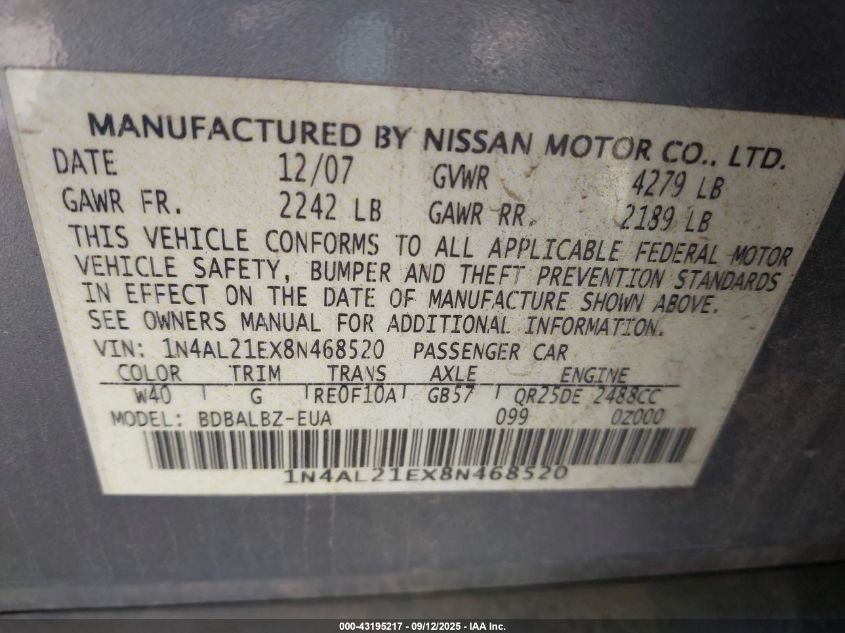 MANUFACTURED BY NISSAN MOTOR CO., LTD.
DATE 12/07 GVWR 4279 LB
GAWR FR. 2242 LB GAWR RR. 2189 LB
THIS VEHICLE CONFORMS TO ALL APPLICABLE FEDERAL MOTOR
VEHICLE SAFETY, BUMPER AND THEFT PREVENTION STANDARDS
IN EFFECT ON THE DATE OF MANUFACTURE SHOWN ABOVE.
SEE OWNERS MANUAL FOR ADDITIONAL INFORMATION.
VIN: 1N4AL21EX8N468520 PASSENGER CAR
COLOR TRIM TRANS AXLE ENGINE
W40 G RE0F10A GB57 QR25DE 2488CC
MODEL: BDBALBZ-EUA 099 0Z000
1N4AL21EX8N468520
000-43195217 - 09/12/2025 - IAA Inc.